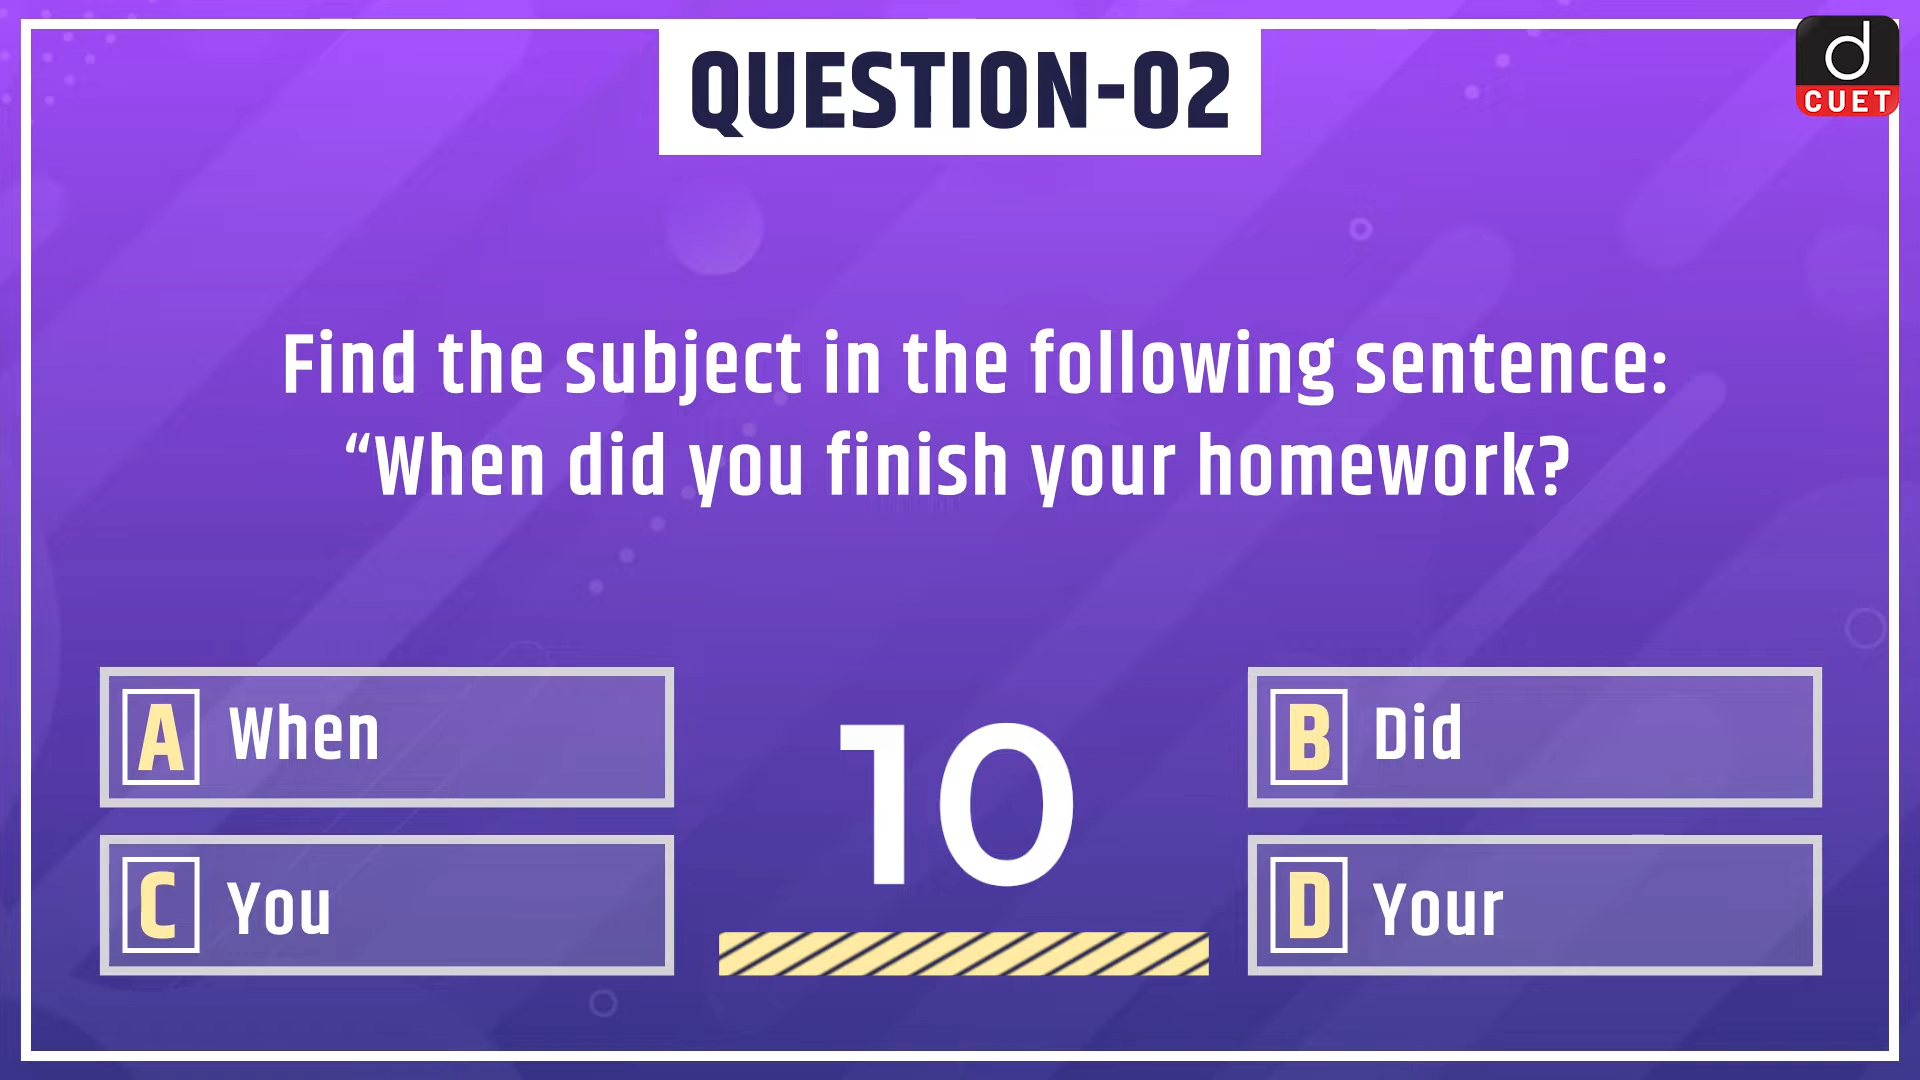 QUESTION-02
d
CUET
Find the subject in the following sentence:
“When did you finish your homework?
A When
B Did
10
C You
D Your